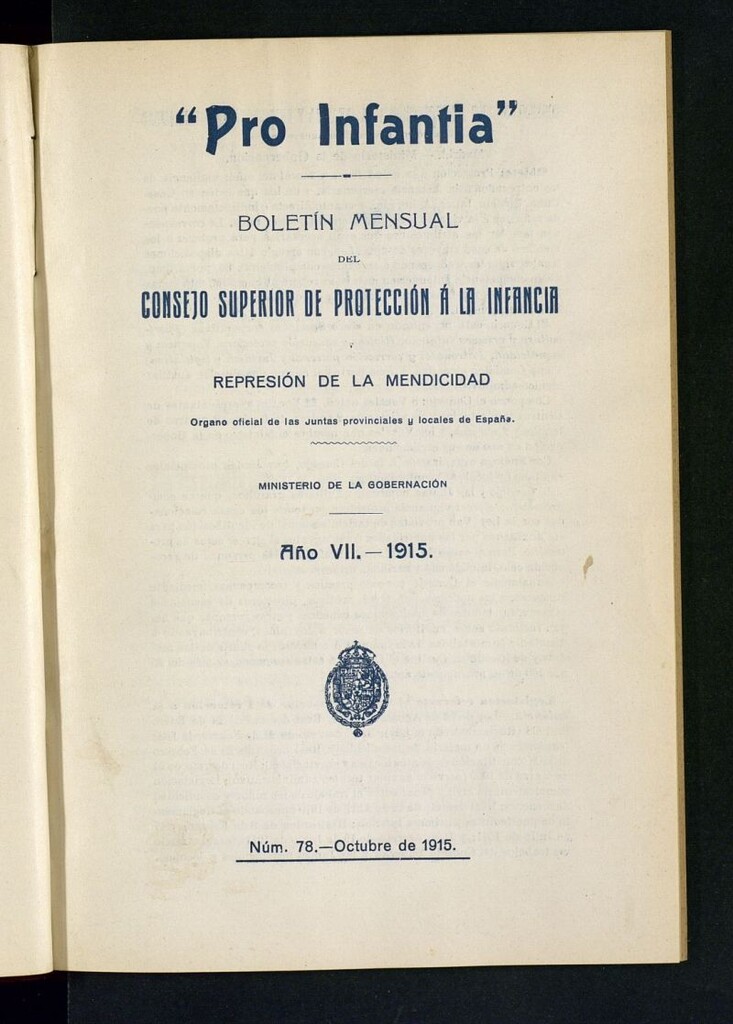 “Pro Infantia”
BOLETÍN MENSUAL
DEL
CONSEJO SUPERIOR DE PROTECCIÓN Á LA INFANCIA
Y
REPRESIÓN DE LA MENDICIDAD
Organo oficial de las Juntas provinciales y locales de España.
MINISTERIO DE LA GOBERNACIÓN
Año VII.—1915.
Núm. 78.—Octubre de 1915.